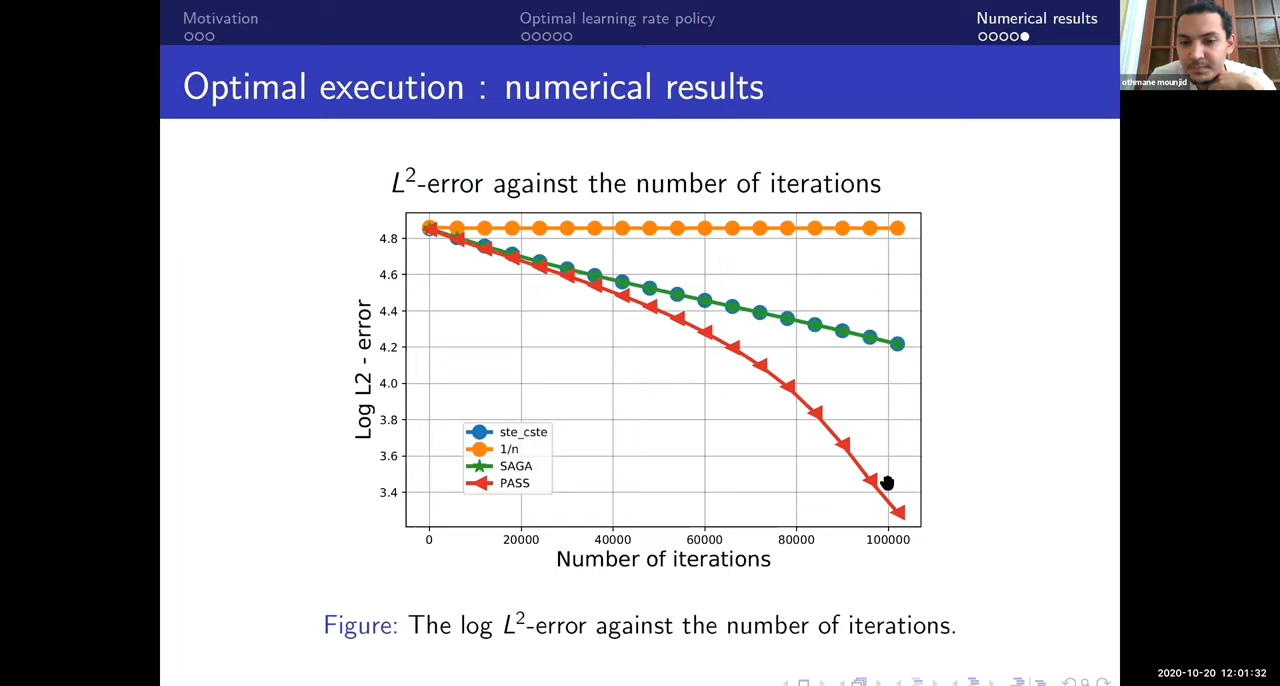 Motivation
Optimal learning rate policy
Numerical results
othmane mounjid
Optimal execution : numerical results
L²-error against the number of iterations
4.8
4.6
4.4
4.2
4.0
3.8
3.6
3.4
Log L2 - error
ste_cste
1/n
SAGA
PASS
0 20000 40000 60000 80000 100000
Number of iterations
Figure: The log L²-error against the number of iterations.
2020-10-20 12:01:32